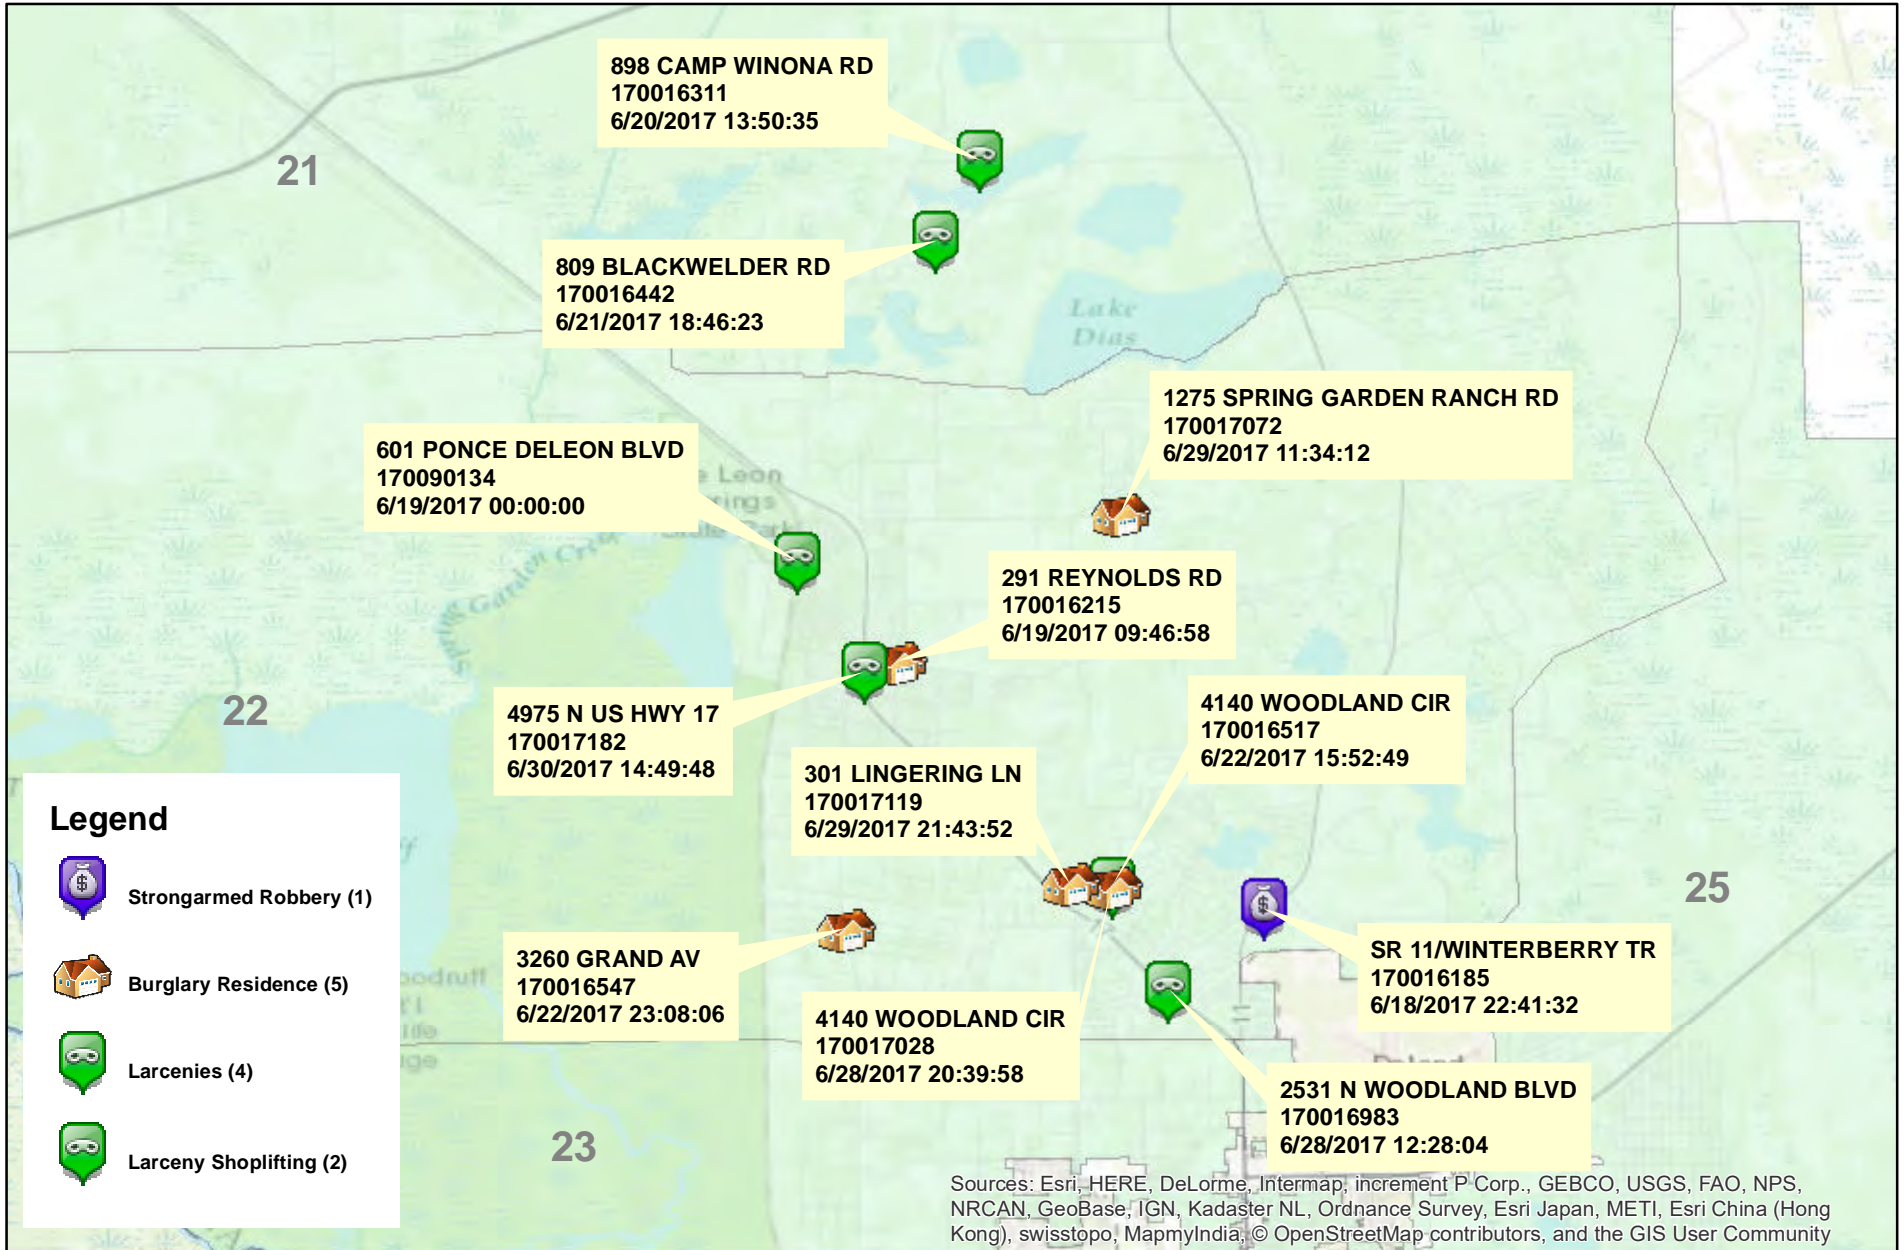 898 CAMP WINONA RD
170016311
6/20/2017 13:50:35
21
809 BLACKWELDER RD
170016442
6/21/2017 18:46:23
Lake
Dias
1275 SPRING GARDEN RANCH RD
170017072
6/29/2017 11:34:12
601 PONCE DELEON BLVD
170090134
6/19/2017 00:00:00
Leon
Garden
291 REYNOLDS RD
170016215
6/19/2017 09:46:58
22
4975 N US HWY 17
170017182
6/30/2017 14:49:48
4140 WOODLAND CIR
170016517
6/22/2017 15:52:49
301 LINGERING LN
170017119
6/29/2017 21:43:52
25
3260 GRAND AV
170016547
6/22/2017 23:08:06
SR 11/WINTERBERRY TR
170016185
6/18/2017 22:41:32
4140 WOODLAND CIR
170017028
6/28/2017 20:39:58
2531 N WOODLAND BLVD
170016983
6/28/2017 12:28:04
23
Legend
Strongarmed Robbery (1)
Burglary Residence (5)
Larcenies (4)
Larceny Shoplifting (2)
Sources: Esri, HERE, DeLorme, Intermap, increment P Corp., GEBCO, USGS, FAO, NPS,
NRCAN, GeoBase, IGN, Kadaster NL, Ordnance Survey, Esri Japan, METI, Esri China (Hong
Kong), swisstopo, MapmyIndia, © OpenStreetMap contributors, and the GIS User Community